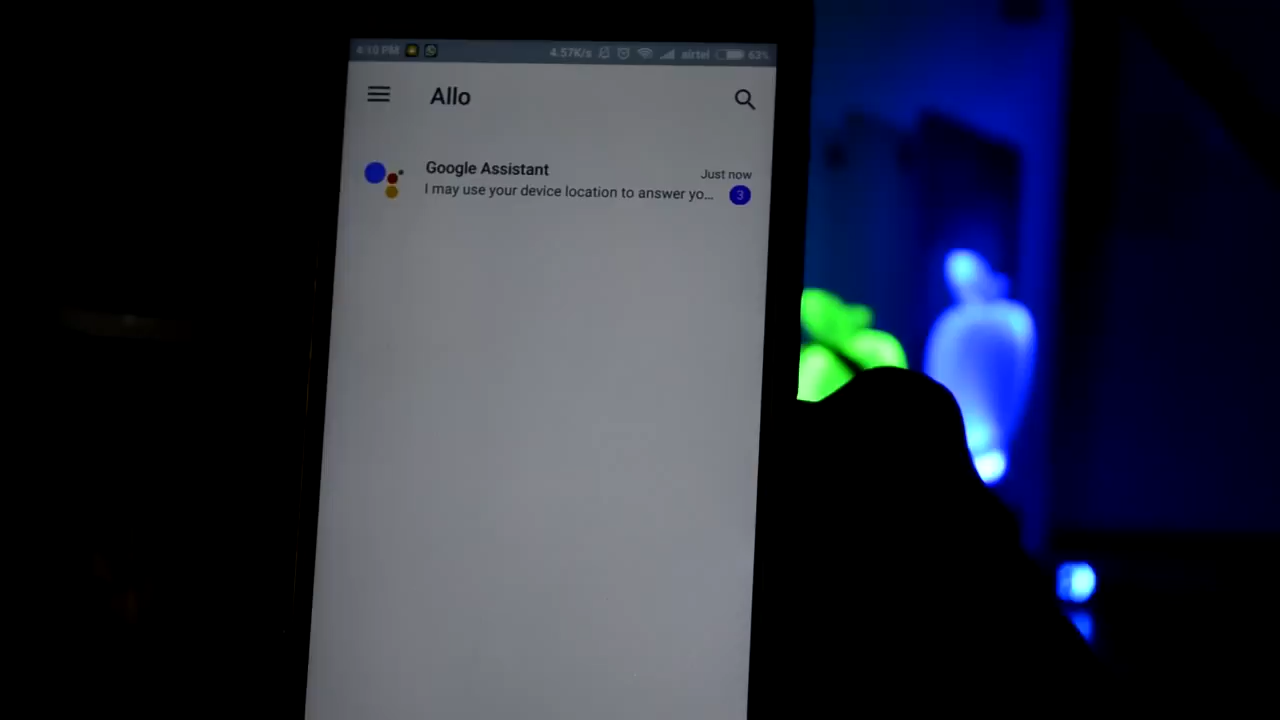 4:10 PM 4.57K/s airtel 63%
Allo
Google Assistant
Just now
I may use your device location to answer yo...
3